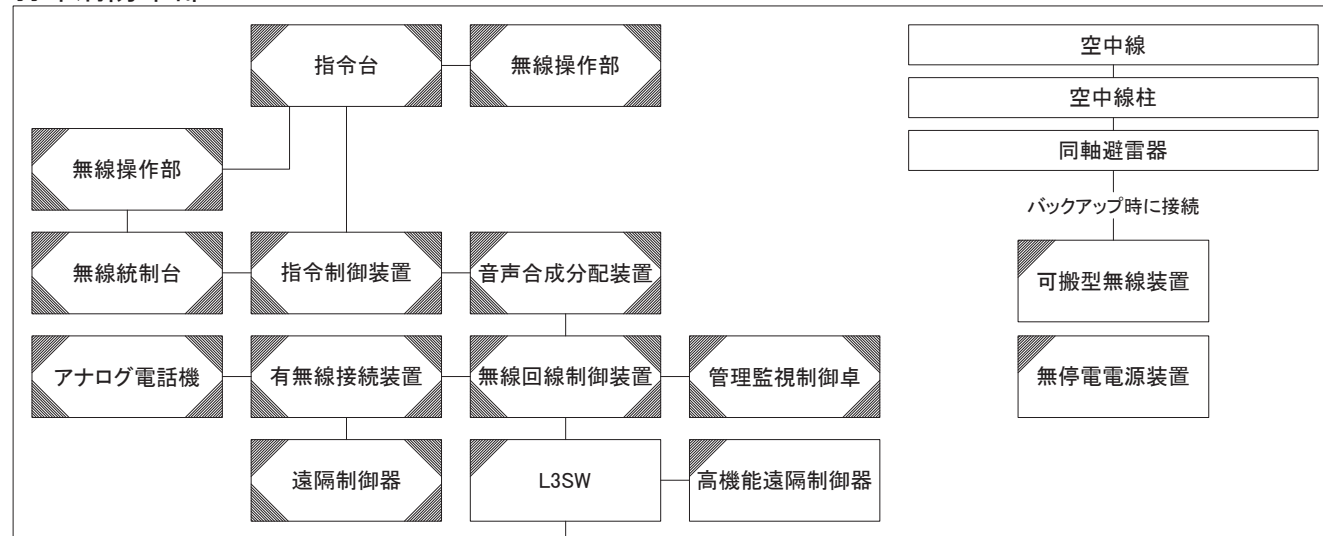 指令台
無線操作部
空中線
空中線柱
無線操作部
同軸避雷器
バックアップ時に接続
無線統制台
指令制御装置
音声合成分配装置
可搬型無線装置
アナログ電話機
有無線接続装置
無線回線制御装置
管理監視制御卓
無停電電源装置
遠隔制御器
L3SW
高機能遠隔制御器